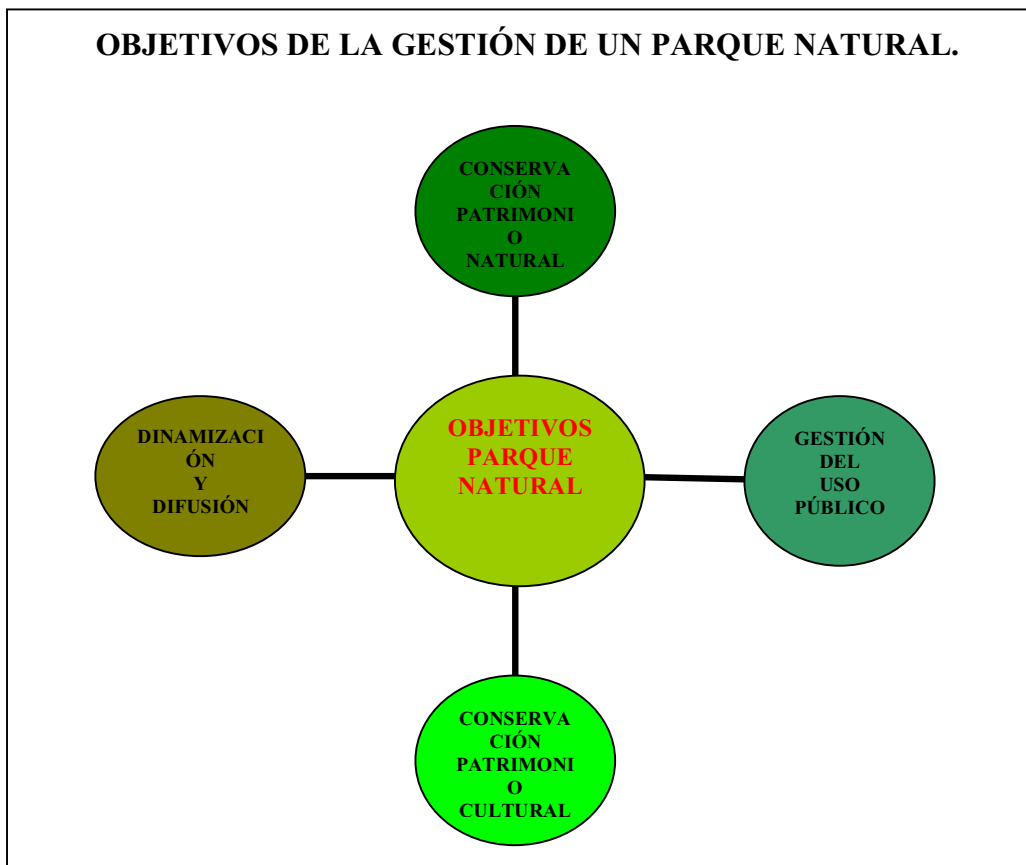 OBJETIVOS DE LA GESTIÓN DE UN PARQUE NATURAL.
CONSERVA
CIÓN
PATRIMONI
O
NATURAL
DINAMIZACI
ÓN
Y
DIFUSIÓN
OBJETIVOS
PARQUE
NATURAL
GESTIÓN
DEL
USO
PÚBLICO
CONSERVA
CIÓN
PATRIMONI
O
CULTURAL